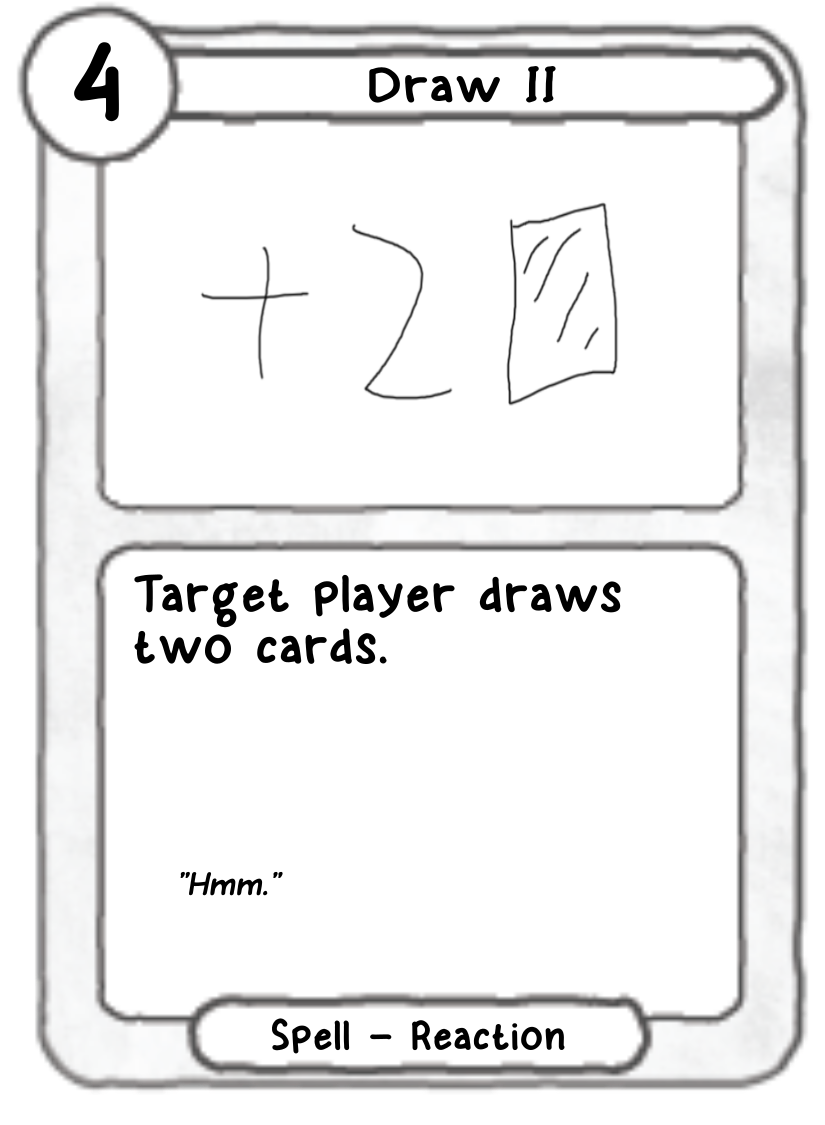 4
Draw II
+2
Target player draws
two cards.
"Hmm."
Spell – Reaction